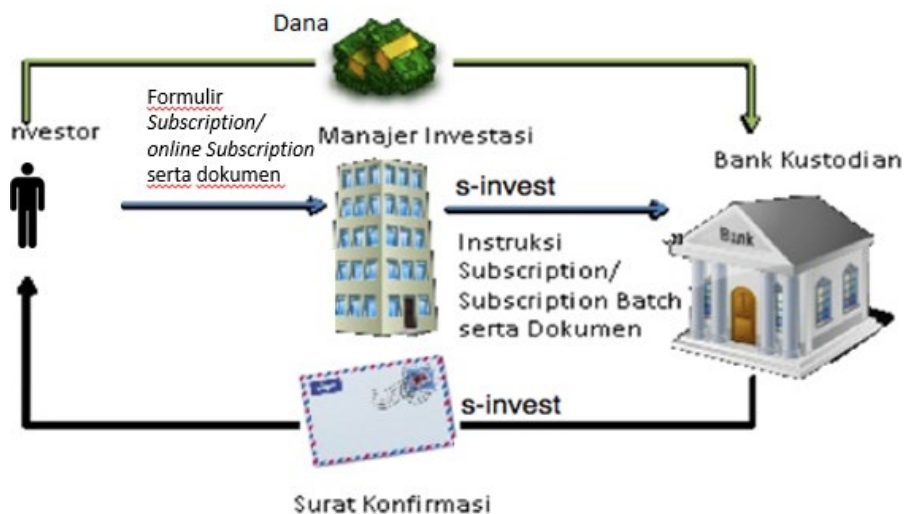 Dana
Formulir
Subscription/
online Subscription
serta dokumen
nvestor
Manajer Investasi
Bank Kustodian
s-invest
Bank
Instruksi
Subscription/
Subscription Batch
serta Dokumen
s-invest
Surat Konfirmasi